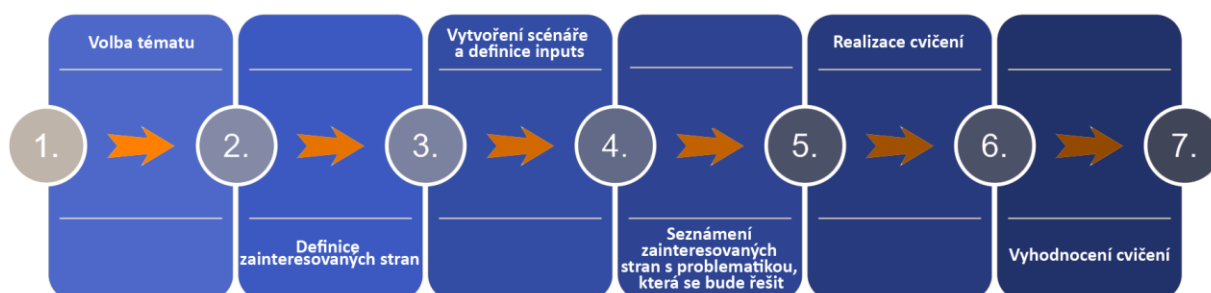 Volba tématu
Vytvoření scénáře
a definice inputs
Realizace cvičení
1.
2.
3.
4.
5.
6.
7.
Definice
zainteresovaných stran
Seznámení
zainteresovaných
stran s problematikou,
která se bude řešit
Vyhodnocení cvičení